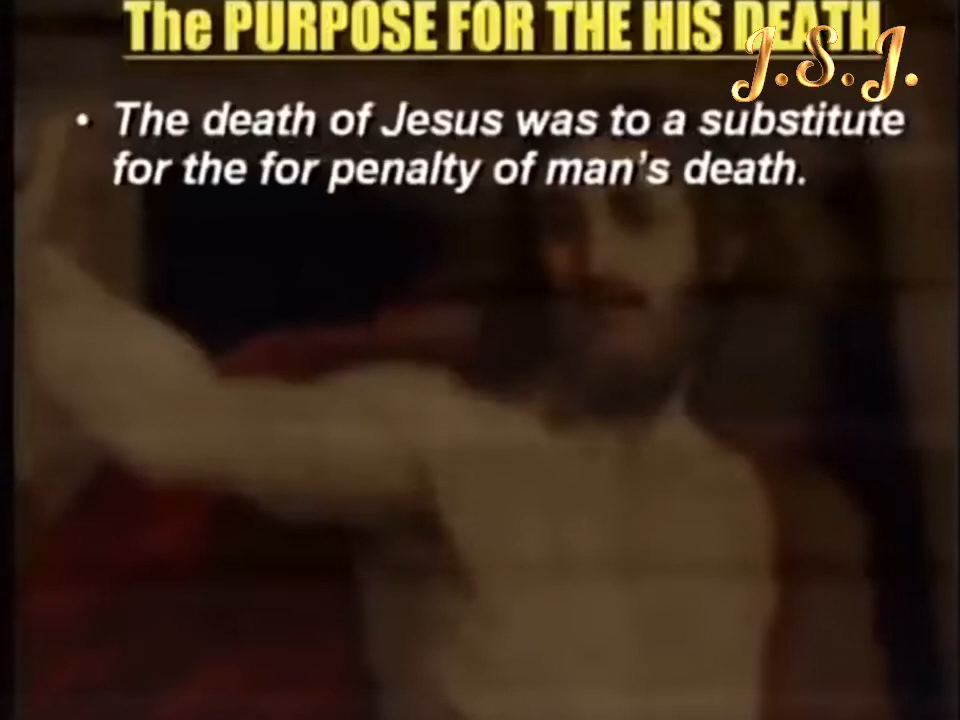 The PURPOSE FOR THE HIS DEATH
J.S.J.
• The death of Jesus was to a substitute
for the for penalty of man's death.